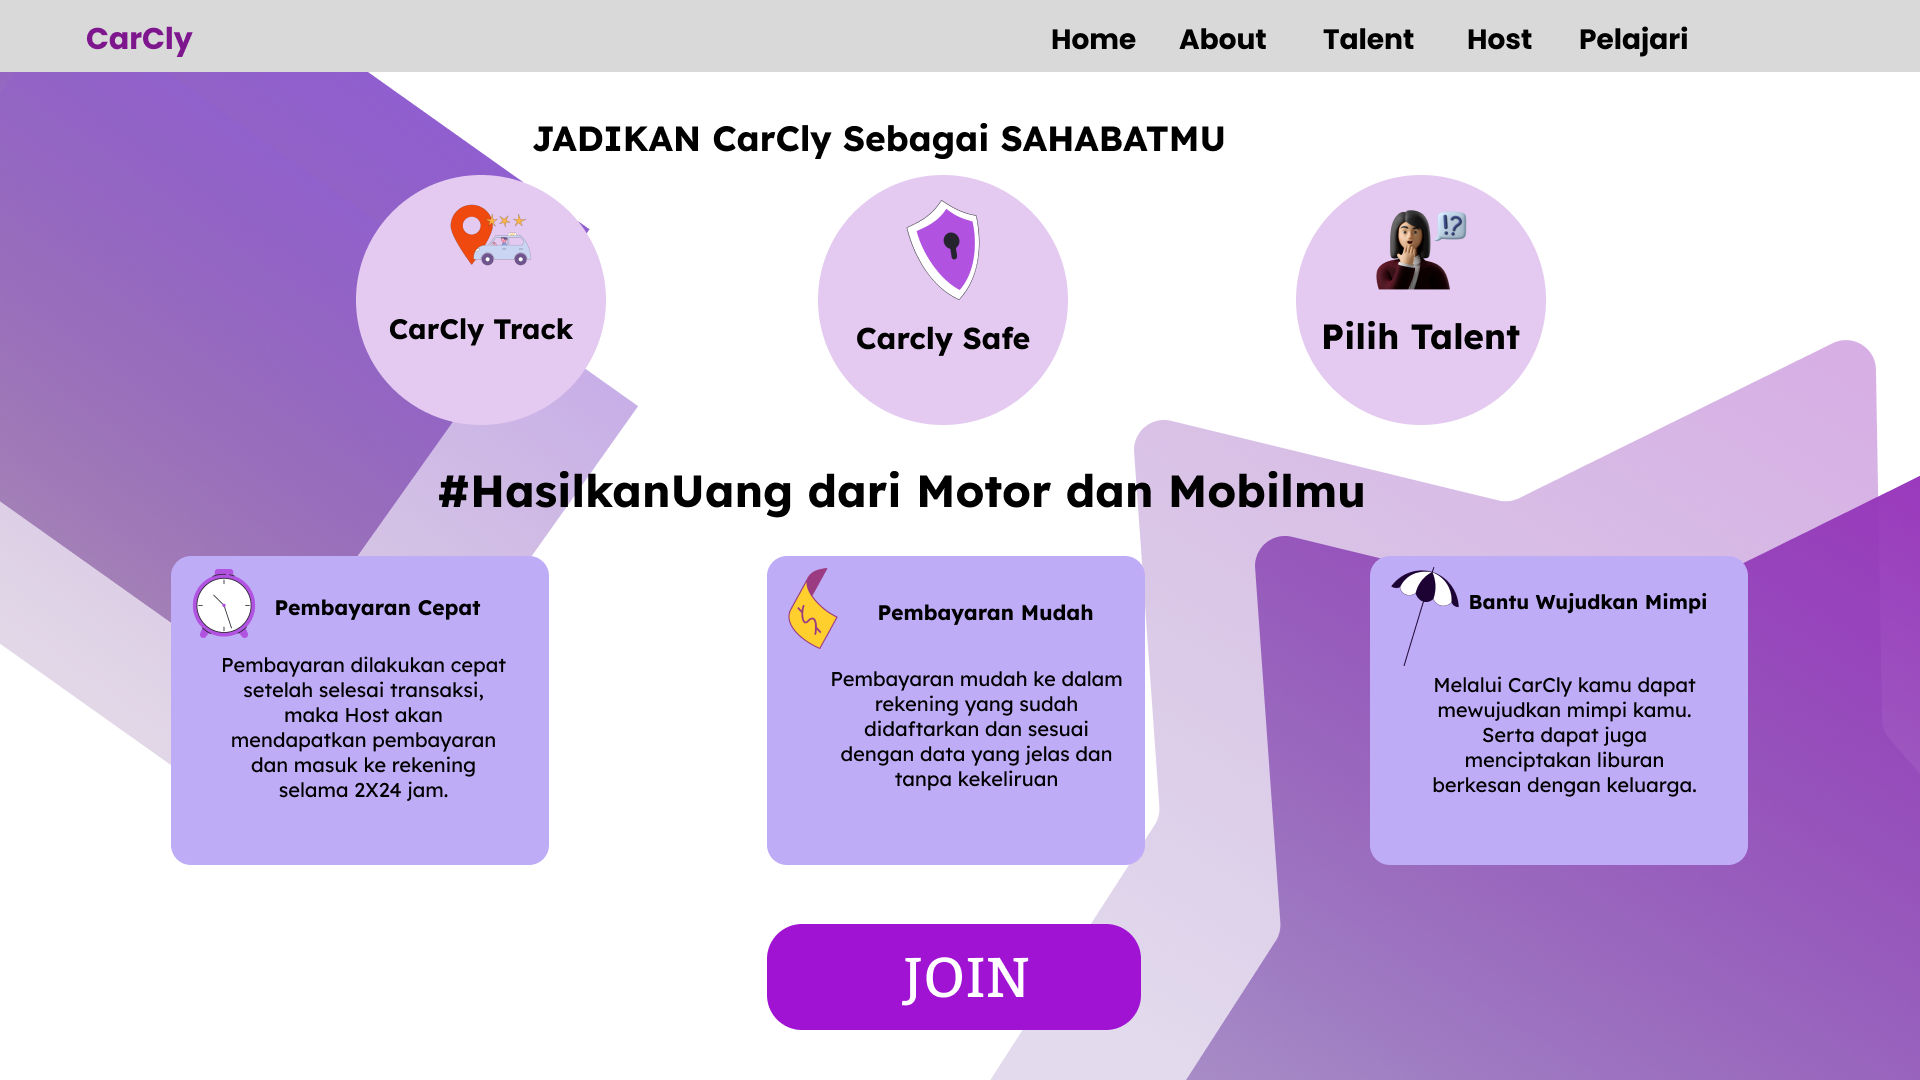 CarCly
Home About Talent Host Pelajari
JADIKAN CarCly Sebagai SAHABATMU
CarCly Track
Carcly Safe
!?
Pilih Talent
#HasilkanUang dari Motor dan Mobilmu
Pembayaran Cepat
Pembayaran dilakukan cepat
setelah selesai transaksi,
maka Host akan
mendapatkan pembayaran
dan masuk ke rekening
selama 2X24 jam.
Pembayaran Mudah
Pembayaran mudah ke dalam
rekening yang sudah
didaftarkan dan sesuai
dengan data yang jelas dan
tanpa kekeliruan
Bantu Wujudkan Mimpi
Melalui CarCly kamu dapat
mewujudkan mimpi kamu.
Serta dapat juga
menciptakan liburan
berkesan dengan keluarga.
JOIN